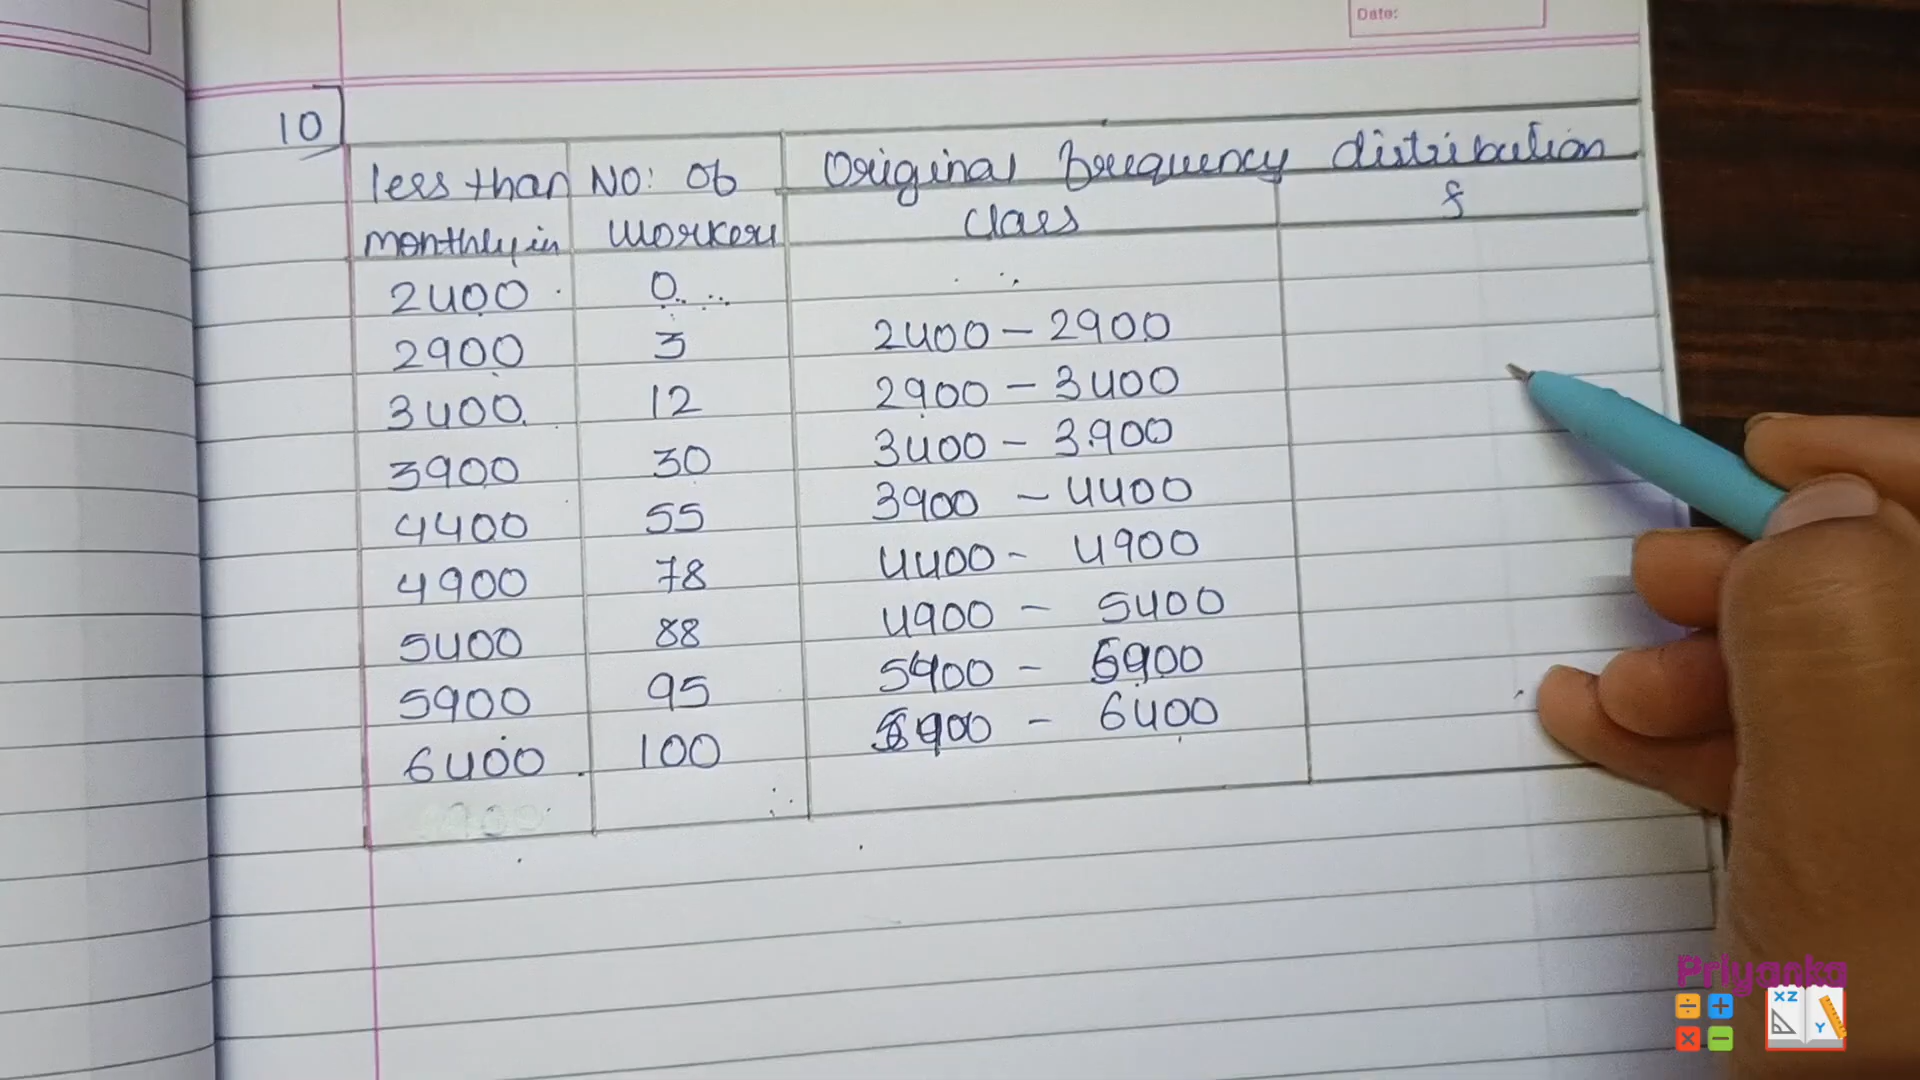 Date:
10
less than No: of Original frequency distribution
monthly in workers class f
2400 0
2900 3 2400 - 2900
3400 12 2900 - 3400
3900 30 3400 - 3900
4400 55 3900 - 4400
4900 78 4400 - 4900
5400 88 4900 - 5400
5900 95 5400 - 5900
6400 100 5900 - 6400
Priyanka
XZ
Y